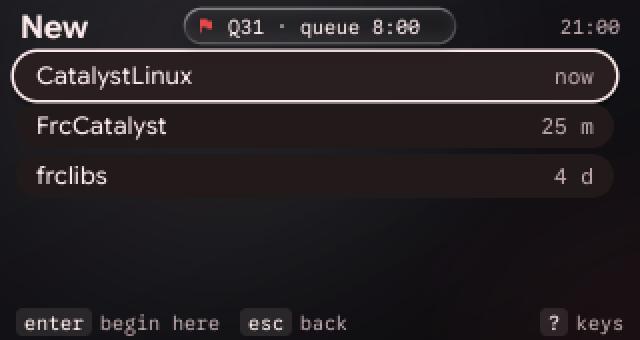 New
Q31 · queue 8:00
21:00
CatalystLinux now
FrcCatalyst 25 m
frclibs 4 d
enter begin here esc back ? keys